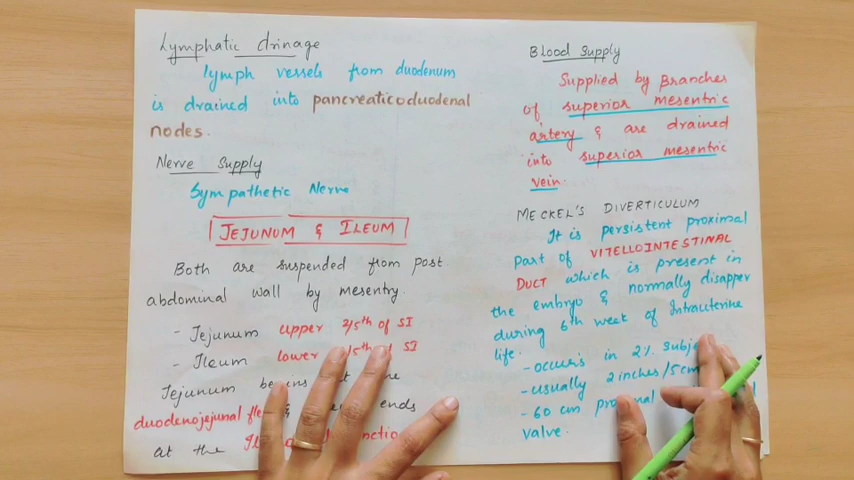 Lymphatic drinage
lymph vessels from duodenum
is drained into pancreaticoduodenal
nodes.
Nerve Supply
Sympathetic Nerve
JEJUNUM & ILEUM
Both are suspended from post
abdominal wall by mesentry.
- Jejunum upper 2/5th of SI
- Ileum lower /5th of SI
Jejunum
duodenojejunal & ends
at the
Blood Supply
Supplied by Branches
of superior mesentric
artery & are drained
into superior mesentric
vein.
MECKEL'S DIVERTICULUM
It is persistent proximal
part of VITELLOINTESTINAL
DUCT which is present in
the embryo & normally disapper
during 6th week of Intrauterine
life.
- occurs in 2%
- usually 2 inches/5cm
- 60 cm
valve.